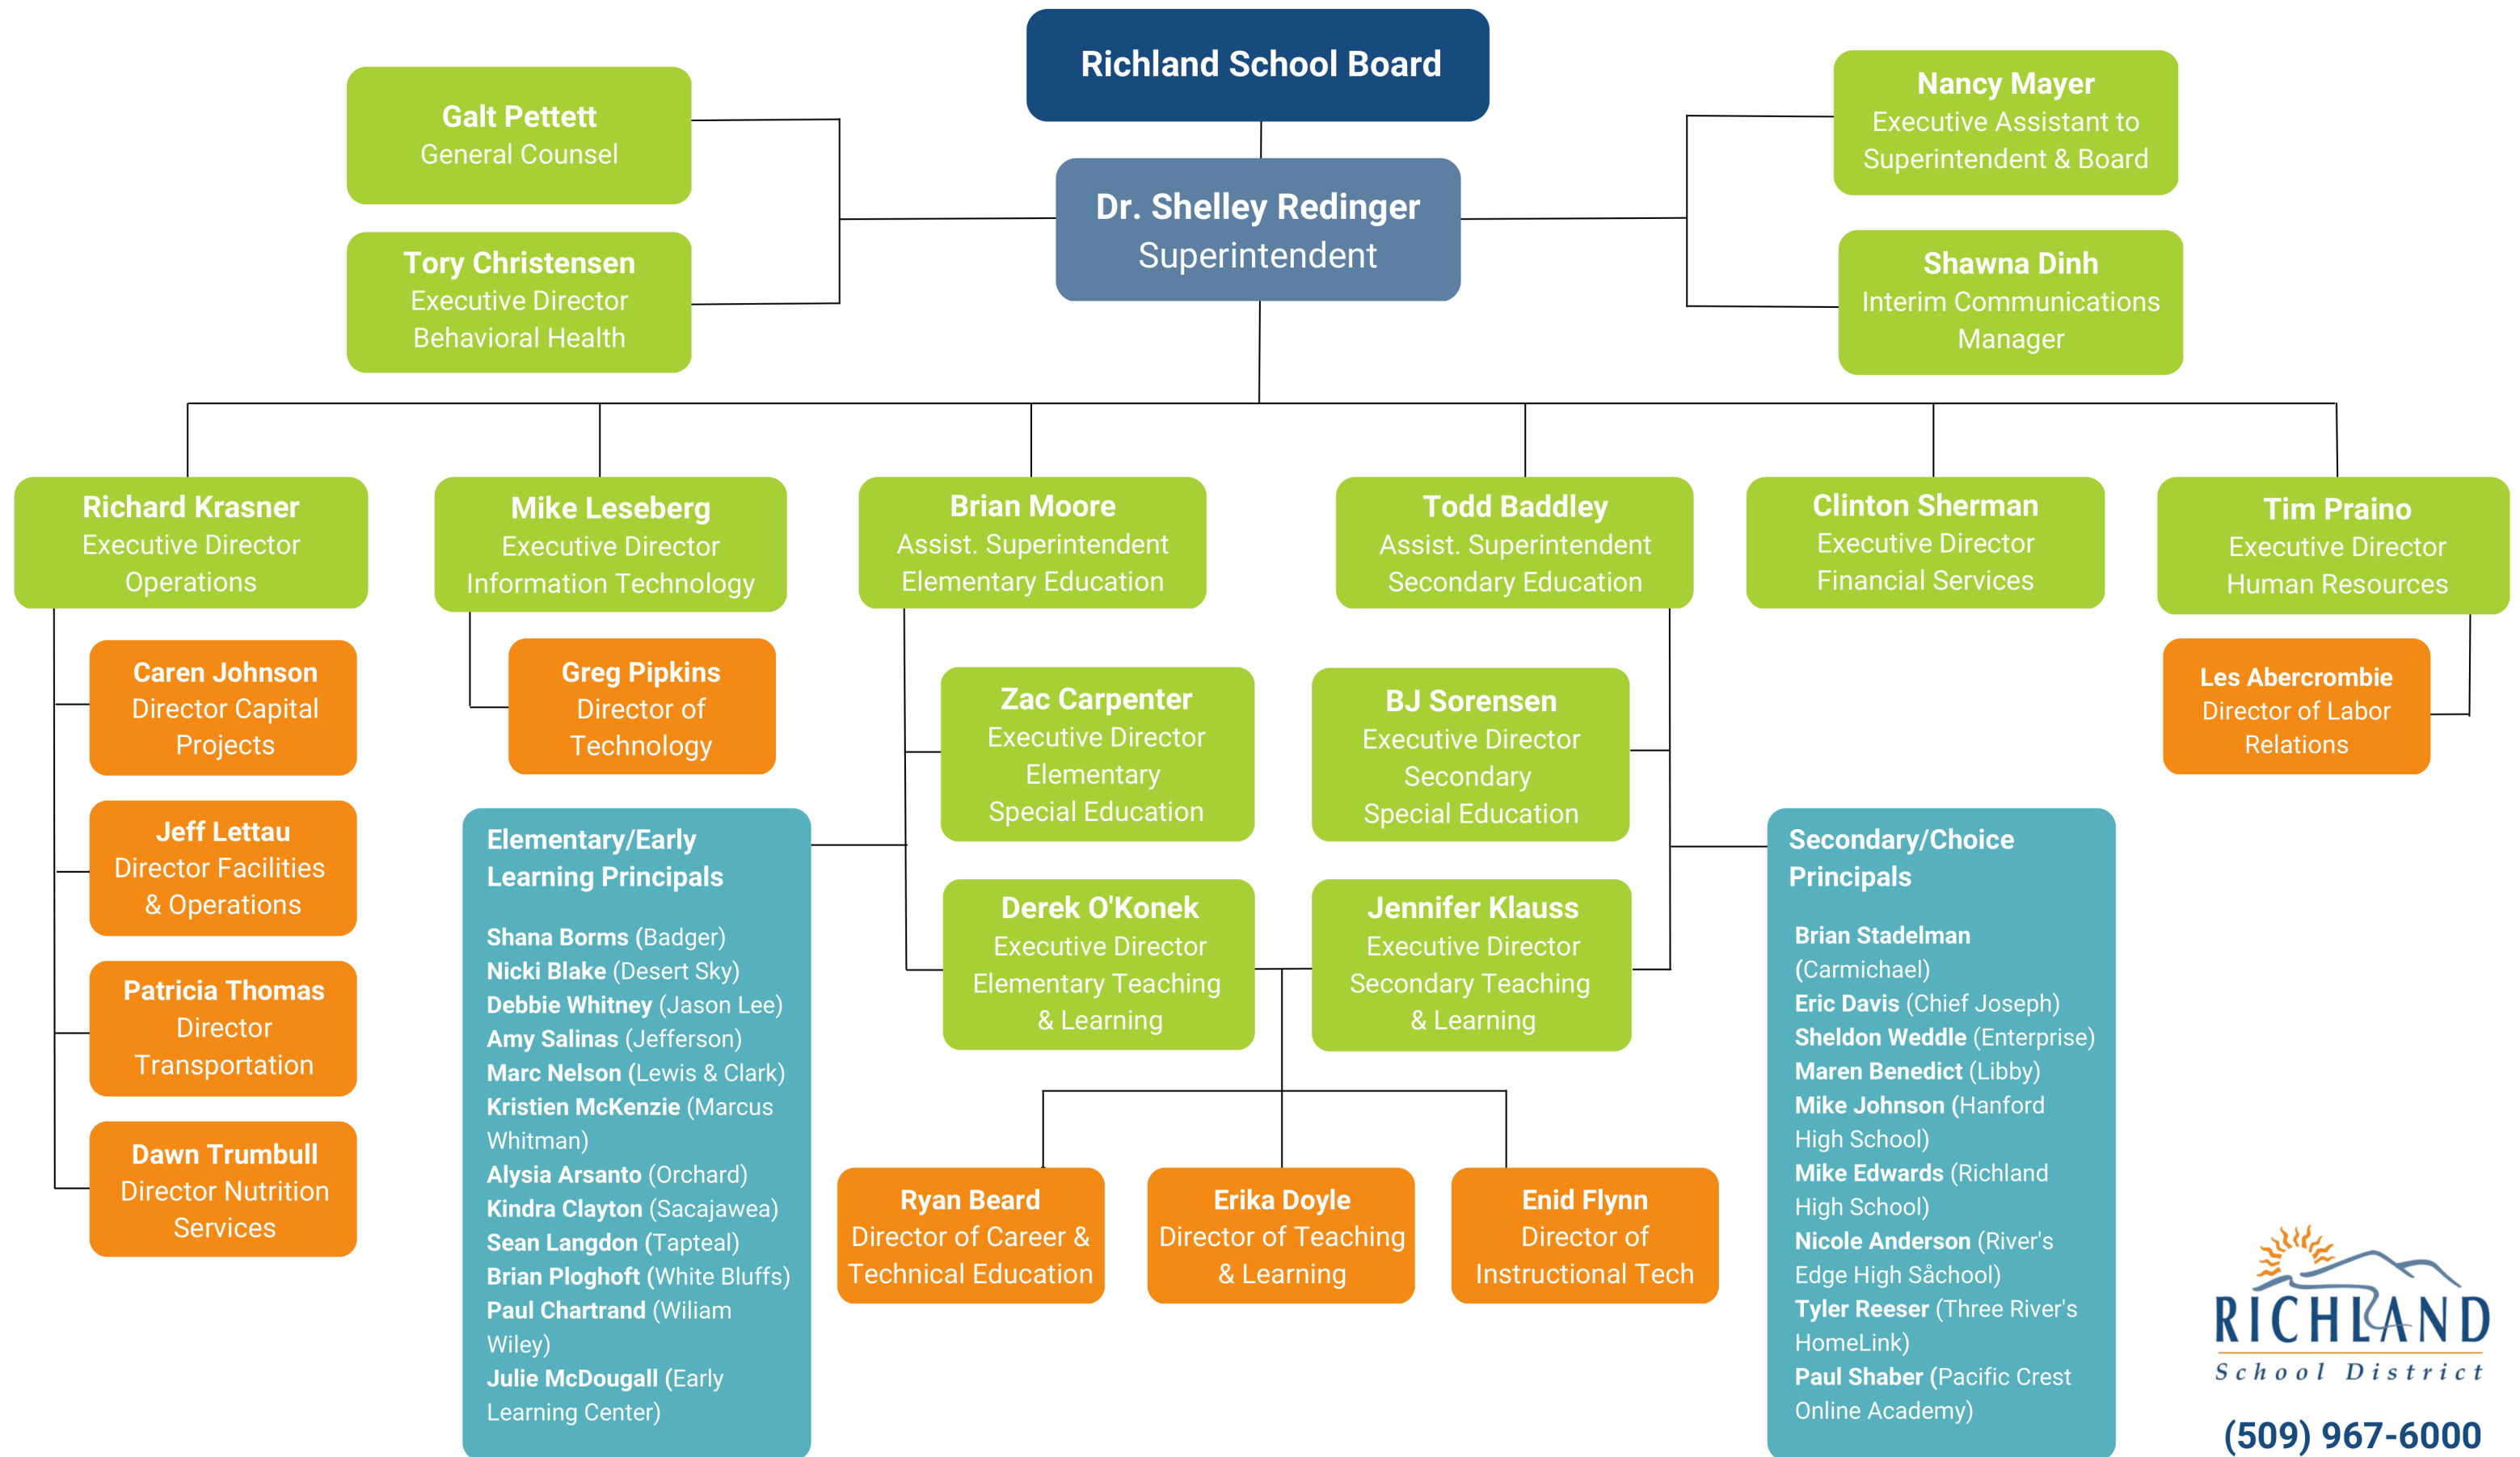 Richland School Board
Galt Pettett
General Counsel
Nancy Mayer
Executive Assistant to
Superintendent & Board
Dr. Shelley Redinger
Superintendent
Tory Christensen
Executive Director
Behavioral Health
Shawna Dinh
Interim Communications
Manager
Richard Krasner
Executive Director
Operations
Mike Leseberg
Executive Director
Information Technology
Brian Moore
Assist. Superintendent
Elementary Education
Todd Baddley
Assist. Superintendent
Secondary Education
Clinton Sherman
Executive Director
Financial Services
Tim Praino
Executive Director
Human Resources
Caren Johnson
Director Capital
Projects
Jeff Lettau
Director Facilities
& Operations
Patricia Thomas
Director
Transportation
Dawn Trumbull
Director Nutrition
Services
Greg Pipkins
Director of
Technology
Elementary/Early
Learning Principals
Shana Borms (Badger)
Nicki Blake (Desert Sky)
Debbie Whitney (Jason Lee)
Amy Salinas (Jefferson)
Marc Nelson (Lewis & Clark)
Kristien McKenzie (Marcus
Whitman)
Alysia Arsanto (Orchard)
Kindra Clayton (Sacajawea)
Sean Langdon (Tapteal)
Brian Ploghoft (White Bluffs)
Paul Chartrand (Wiliam
Wiley)
Julie McDougall (Early
Learning Center)
Zac Carpenter
Executive Director
Elementary
Special Education
BJ Sorensen
Executive Director
Secondary
Special Education
Derek O'Konek
Executive Director
Elementary Teaching
& Learning
Jennifer Klauss
Executive Director
Secondary Teaching
& Learning
Ryan Beard
Director of Career &
Technical Education
Erika Doyle
Director of Teaching
& Learning
Enid Flynn
Director of
Instructional Tech
Secondary/Choice
Principals
Brian Stadelman
(Carmichael)
Eric Davis (Chief Joseph)
Sheldon Weddle (Enterprise)
Maren Benedict (Libby)
Mike Johnson (Hanford
High School)
Mike Edwards (Richland
High School)
Nicole Anderson (River's
Edge High Såchool)
Tyler Reeser (Three River's
HomeLink)
Paul Shaber (Pacific Crest
Online Academy)
Les Abercrombie
Director of Labor
Relations
RICHLAND
School District
(509) 967-6000